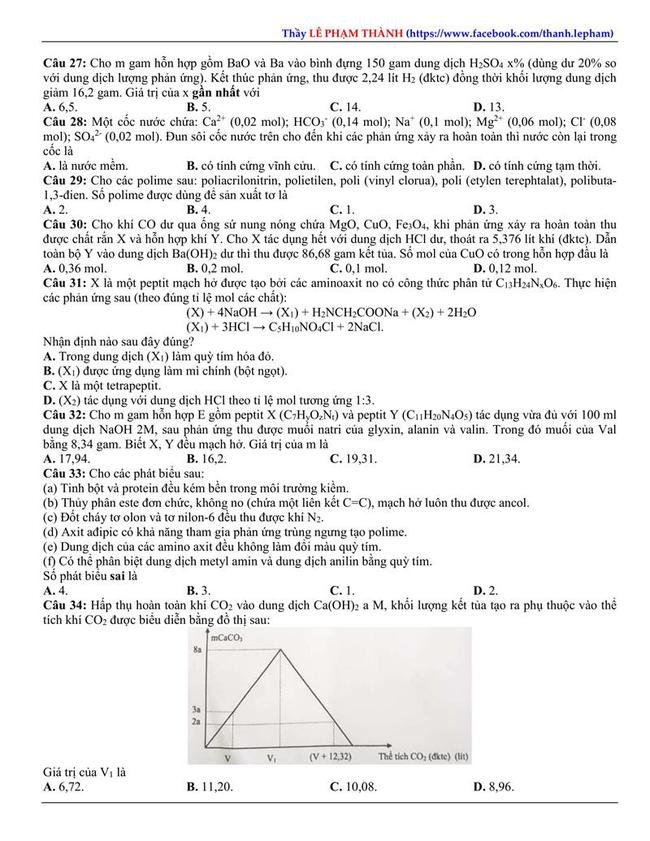 Thầy LÊ PHẠM THÀNH (https://www.facebook.com/thanh.lepham)
Câu 27: Cho m gam hỗn hợp gồm BaO và Ba vào bình đựng 150 gam dung dịch H₂SO₄ x% (dùng dư 20% so
với dung dịch lượng phản ứng). Kết thúc phản ứng, thu được 2,24 lít H₂ (đktc) đồng thời khối lượng dung dịch
giảm 16,2 gam. Giá trị của x gần nhất với
A. 6,5. B. 5. C. 14. D. 13.
Câu 28: Một cốc nước chứa: Ca²⁺ (0,02 mol); HCO₃⁻ (0,14 mol); Na⁺ (0,1 mol); Mg²⁺ (0,06 mol); Cl⁻ (0,08
mol); SO₄²⁻ (0,02 mol). Đun sôi cốc nước trên cho đến khi các phản ứng xảy ra hoàn toàn thì nước còn lại trong
cốc là
A. là nước mềm. B. có tính cứng vĩnh cửu. C. có tính cứng toàn phần. D. có tính cứng tạm thời.
Câu 29: Cho các polime sau: poliacrilonitrin, polietilen, poli (vinyl clorua), poli (etylen terephtalat), polibuta-
1,3-đien. Số polime được dùng để sản xuất tơ là
A. 2. B. 4. C. 1. D. 3.
Câu 30: Cho khí CO dư qua ống sứ nung nóng chứa MgO, CuO, Fe₃O₄, khi phản ứng xảy ra hoàn toàn thu
được chất rắn X và hỗn hợp khí Y. Cho X tác dụng hết với dung dịch HCl dư, thoát ra 5,376 lít khí (đktc). Dẫn
toàn bộ Y vào dung dịch Ba(OH)₂ dư thì thu được 86,68 gam kết tủa. Số mol của CuO có trong hỗn hợp đầu là
A. 0,36 mol. B. 0,2 mol. C. 0,1 mol. D. 0,12 mol.
Câu 31: X là một peptit mạch hở được tạo bởi các aminoaxit no có công thức phân tử C₁₃H₂₄NₓO₆. Thực hiện
các phản ứng sau (theo đúng tỉ lệ mol các chất):
(X) + 4NaOH → (X₁) + H₂NCH₂COONa + (X₂) + 2H₂O
(X₁) + 3HCl → C₅H₁₀NO₄Cl + 2NaCl.
Nhận định nào sau đây đúng?
A. Trong dung dịch (X₁) làm quỳ tím hóa đỏ.
B. (X₁) được ứng dụng làm mì chính (bột ngọt).
C. X là một tetrapeptit.
D. (X₂) tác dụng với dung dịch HCl theo tỉ lệ mol tương ứng 1:3.
Câu 32: Cho m gam hỗn hợp E gồm peptit X (C₇HᵧO_zNₜ) và peptit Y (C₁₁H₂₀N₄O₅) tác dụng vừa đủ với 100 ml
dung dịch NaOH 2M, sau phản ứng thu được muối natri của glyxin, alanin và valin. Trong đó muối của Val
bằng 8,34 gam. Biết X, Y đều mạch hở. Giá trị của m là
A. 17,94. B. 16,2. C. 19,31. D. 21,34.
Câu 33: Cho các phát biểu sau:
(a) Tinh bột và protein đều kém bền trong môi trường kiềm.
(b) Thủy phân este đơn chức, không no (chứa một liên kết C=C), mạch hở luôn thu được ancol.
(c) Đốt cháy tơ olon và tơ nilon-6 đều thu được khí N₂.
(d) Axit ađipic có khả năng tham gia phản ứng trùng ngưng tạo polime.
(e) Dung dịch của các amino axit đều không làm đổi màu quỳ tím.
(f) Có thể phân biệt dung dịch metyl amin và dung dịch anilin bằng quỳ tím.
Số phát biểu sai là
A. 4. B. 3. C. 1. D. 2.
Câu 34: Hấp thụ hoàn toàn khí CO₂ vào dung dịch Ca(OH)₂ a M, khối lượng kết tủa tạo ra phụ thuộc vào thể
tích khí CO₂ được biểu diễn bằng đồ thị sau:
mCaCO₃
8a
3a
2a
V V₁ (V + 12,32) Thể tích CO₂ (đktc) (lít)
Giá trị của V₁ là
A. 6,72. B. 11,20. C. 10,08. D. 8,96.